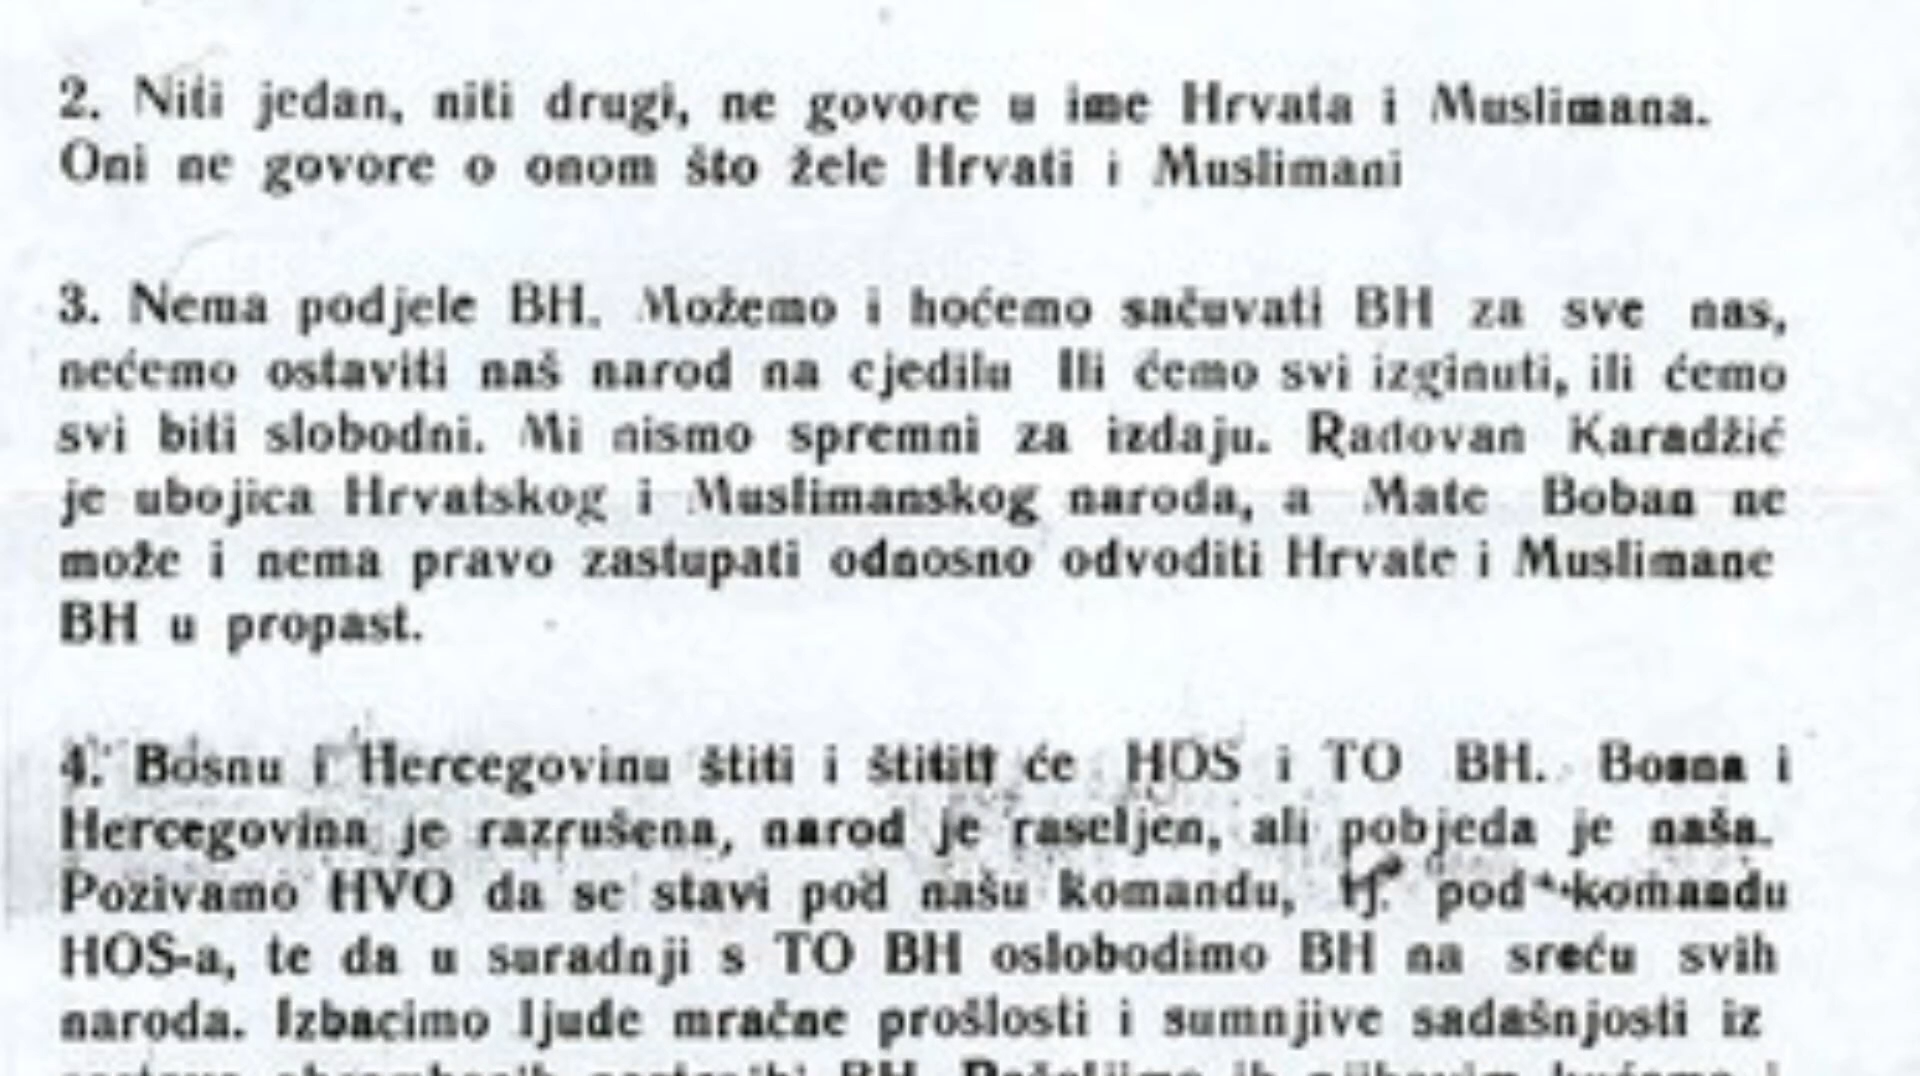 2. Niti jedan, niti drugi, ne govore u ime Hrvata i Muslimana.
Oni ne govore o onom što žele Hrvati i Muslimani
3. Nema podjele BH. Možemo i hoćemo sačuvati BH za sve nas,
nećemo ostaviti naš narod na cjedilu Ili ćemo svi izginuti, ili ćemo
svi biti slobodni. Mi nismo spremni za izdaju. Radovan Karadžić
je ubojica Hrvatskog i Muslimanskog naroda, a Mate Boban ne
može i nema pravo zastupati odnosno odvoditi Hrvate i Muslimane
BH u propast.
4. Bosnu i Hercegovinu štiti i štititi će HOS i TO BH. Bosna i
Hercegovina je razrušena, narod je raseljen, ali pobjeda je naša.
Pozivamo HVO da se stavi pod našu komandu, tj. pod komandu
HOS-a, te da u suradnji s TO BH oslobodimo BH na sreću svih
naroda. Izbacimo ljude mračne prošlosti i sumnjive sadašnjosti iz
BH.